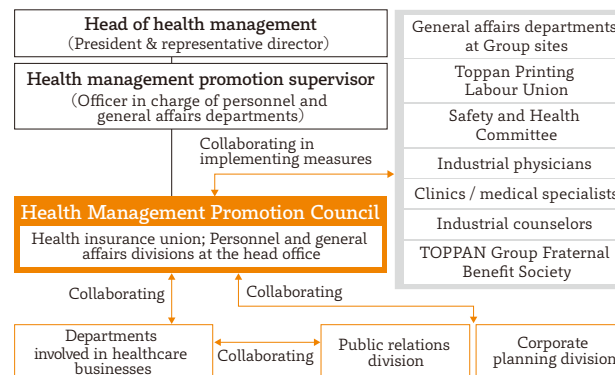 Head of health management
(President & representative director)
Health management promotion supervisor
(Officer in charge of personnel and
general affairs departments)
Collaborating in
implementing measures
General affairs departments
at Group sites
Toppan Printing
Labour Union
Safety and Health
Committee
Industrial physicians
Clinics / medical specialists
Industrial counselors
TOPPAN Group Fraternal
Benefit Society
Health Management Promotion Council
Health insurance union; Personnel and general
affairs divisions at the head office
Collaborating
Collaborating
Departments
involved in healthcare
businesses
Collaborating
Public relations
division
Corporate
planning division